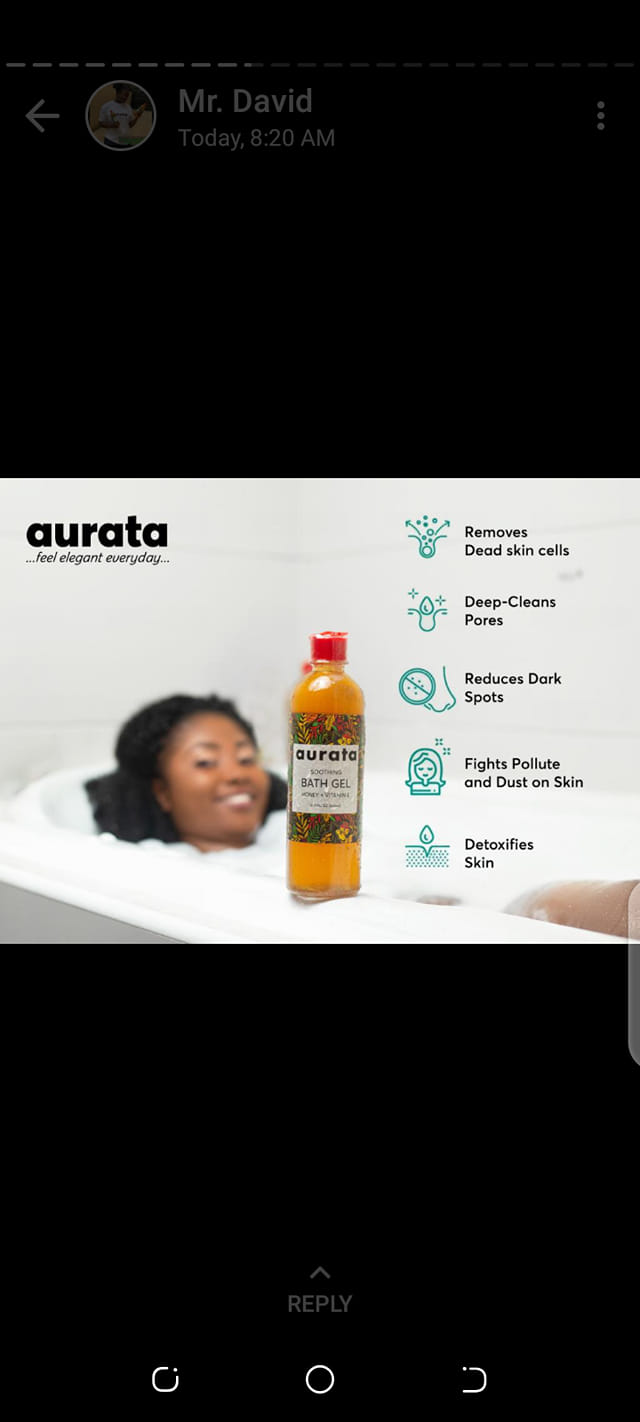 Mr. David
Today, 8:20 AM
aurata
...feel elegant everyday...
Removes
Dead skin cells
Deep-Cleans
Pores
Reduces Dark
Spots
Fights Pollute
and Dust on Skin
Detoxifies
Skin
aurata
SOOTHING
BATH GEL
HONEY + VITAMIN E
REPLY